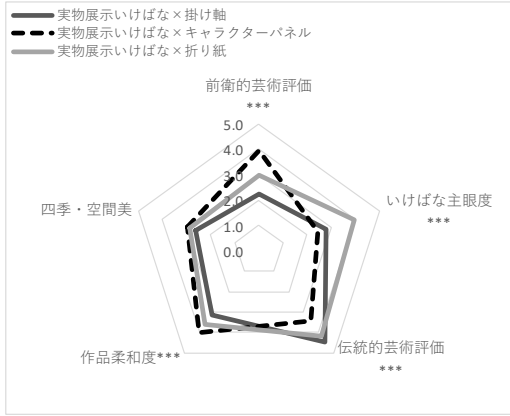 実物展示いけばな×掛け軸
実物展示いけばな×キャラクターパネル
実物展示いけばな×折り紙
前衛的芸術評価
***
5.0
4.0
3.0
2.0
1.0
0.0
四季・空間美
いけばな主眼度
***
作品柔和度***
伝統的芸術評価
***